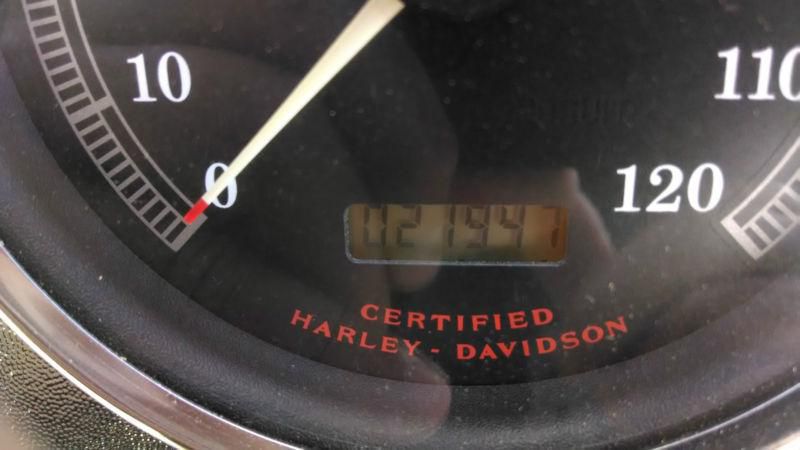 10
110
0
120
021947
CERTIFIED
HARLEY - DAVIDSON